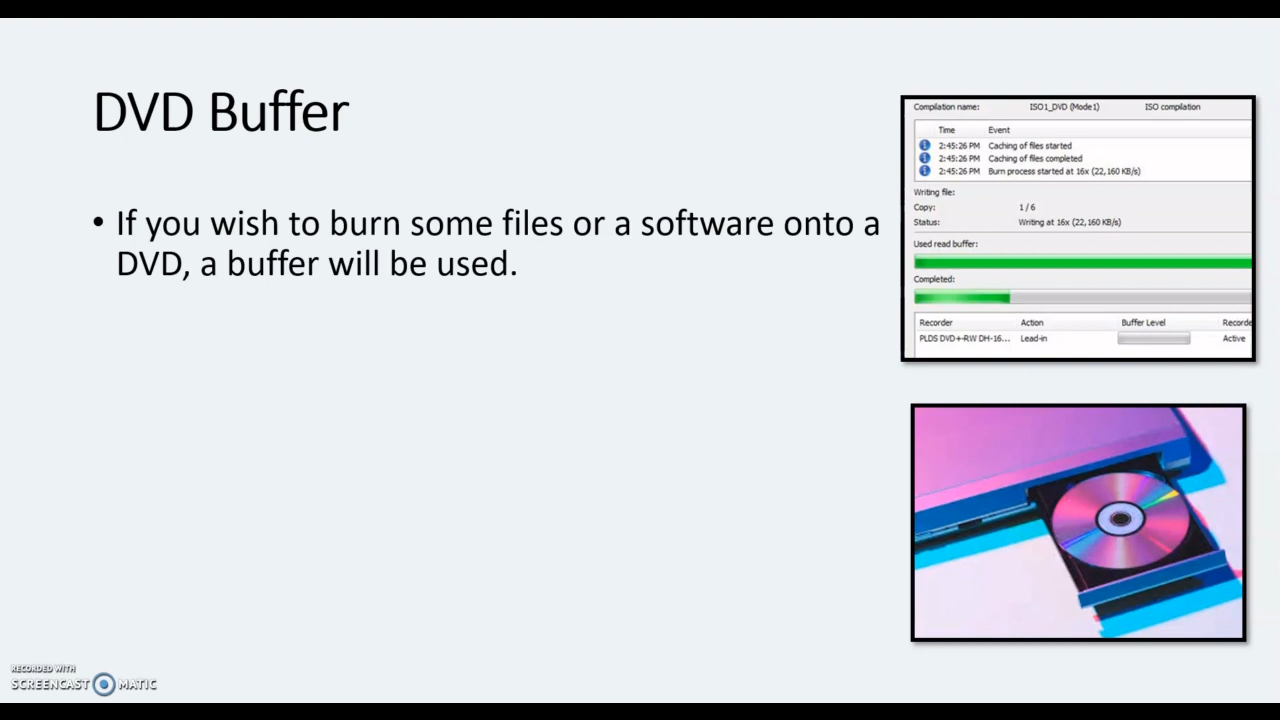 DVD Buffer
• If you wish to burn some files or a software onto a
DVD, a buffer will be used.
Compilation name: ISO1_DVD (Mode1) ISO compilation
Time Event
2:45:26 PM Caching of files started
2:45:26 PM Caching of files completed
2:45:26 PM Burn process started at 16x (22,160 KB/s)
Writing file:
Copy: 1 / 6
Status: Writing at 16x (22,160 KB/s)
Used read buffer:
Completed:
Recorder Action Buffer Level Recorde
PLDS DVD+-RW DH-16... Lead-in Active
RECORDED WITH
SCREENCAST MATIC